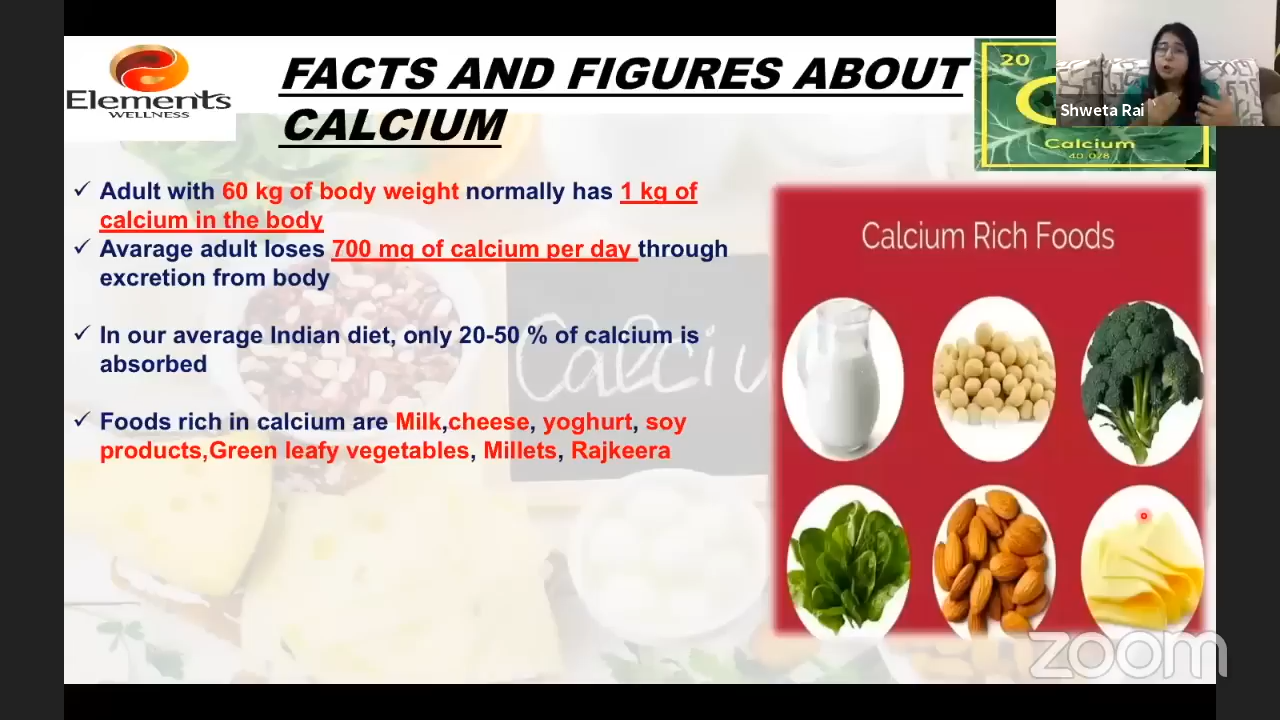 Elements
WELLNESS
FACTS AND FIGURES ABOUT
CALCIUM
20
C
Calcium
40.078
Shweta Rai
✓ Adult with 60 kg of body weight normally has 1 kg of
calcium in the body
✓ Avarage adult loses 700 mg of calcium per day through
excretion from body
✓ In our average Indian diet, only 20-50 % of calcium is
absorbed
✓ Foods rich in calcium are Milk,cheese, yoghurt, soy
products,Green leafy vegetables, Millets, Rajkeera
Calciu
Calcium Rich Foods
zoom